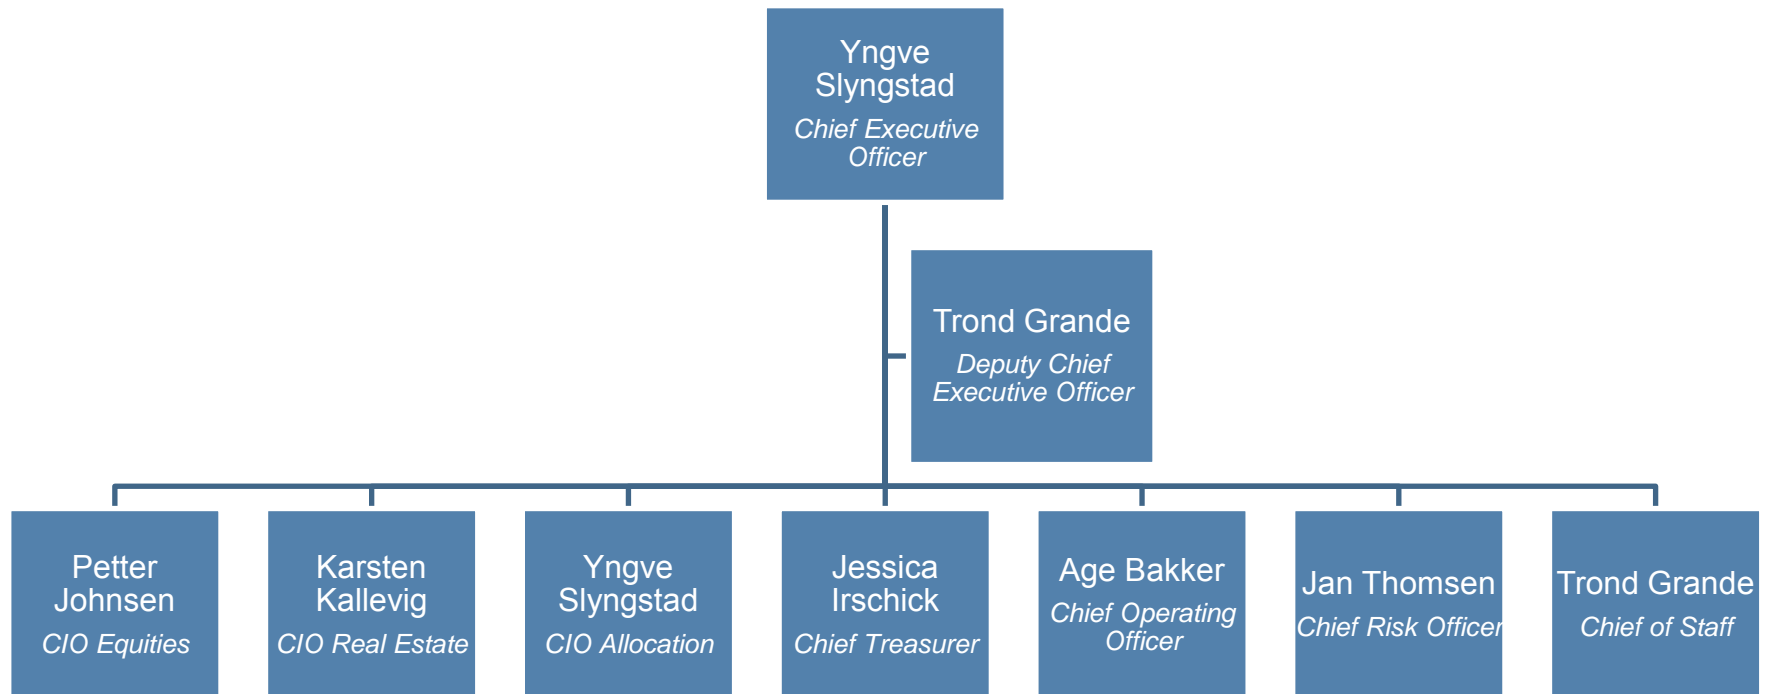 Yngve
Slyngstad
Chief Executive
Officer
Trond Grande
Deputy Chief
Executive Officer
Petter
Johnsen
CIO Equities
Karsten
Kallevig
CIO Real Estate
Yngve
Slyngstad
CIO Allocation
Jessica
Irschick
Chief Treasurer
Age Bakker
Chief Operating
Officer
Jan Thomsen
Chief Risk Officer
Trond Grande
Chief of Staff